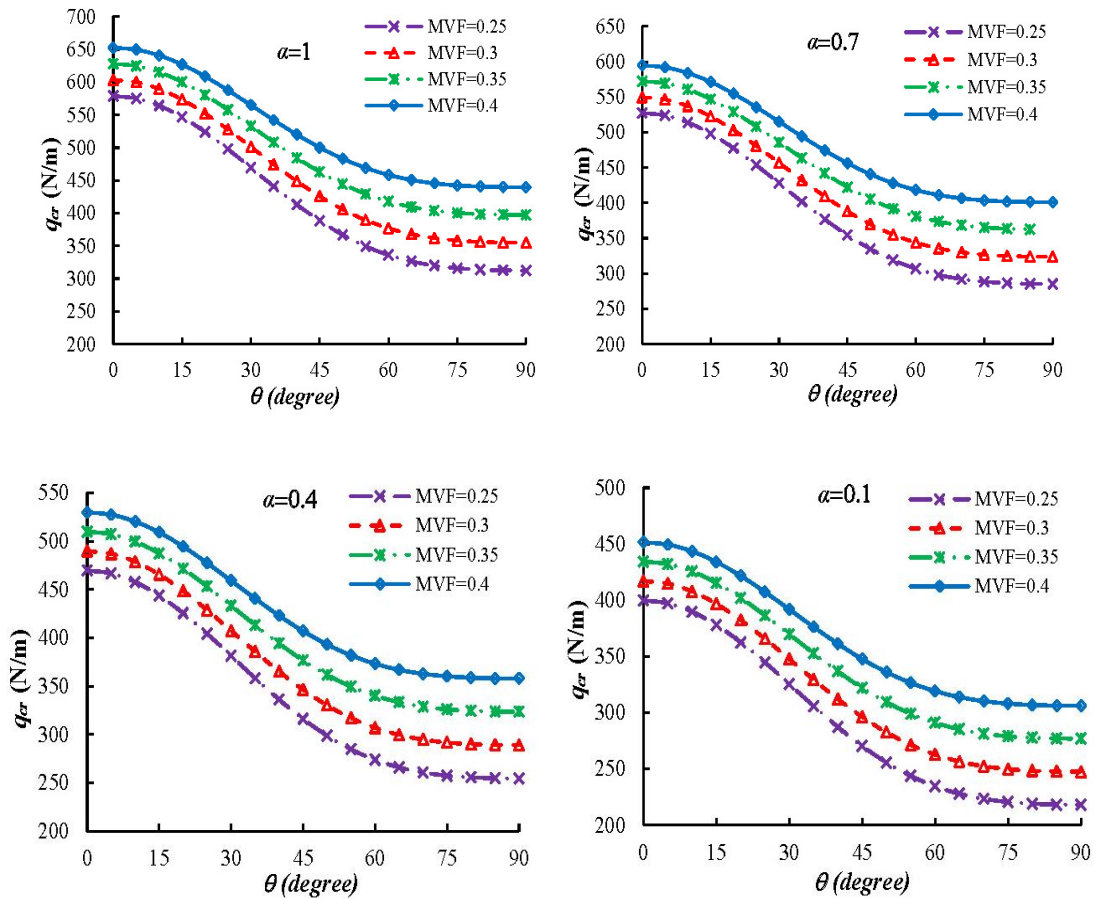 α=1
MVF=0.25
MVF=0.3
MVF=0.35
MVF=0.4
700
650
600
550
500
450
400
350
300
250
200
qcr (N/m)
0 15 30 45 60 75 90
θ (degree)
α=0.7
MVF=0.25
MVF=0.3
MVF=0.35
MVF=0.4
650
600
550
500
450
400
350
300
250
200
qcr (N/m)
0 15 30 45 60 75 90
θ (degree)
α=0.4
MVF=0.25
MVF=0.3
MVF=0.35
MVF=0.4
550
500
450
400
350
300
250
200
qcr (N/m)
0 15 30 45 60 75 90
θ (degree)
α=0.1
MVF=0.25
MVF=0.3
MVF=0.35
MVF=0.4
500
450
400
350
300
250
200
qcr (N/m)
0 15 30 45 60 75 90
θ (degree)